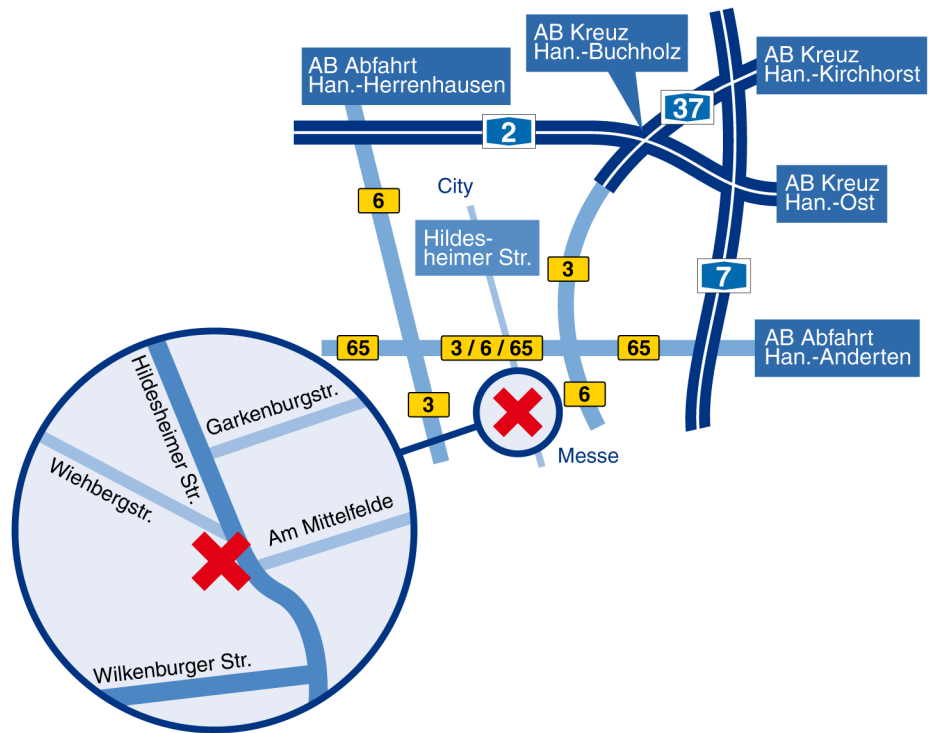 AB Kreuz
Han.-Buchholz
AB Abfahrt
Han.-Herrenhausen
AB Kreuz
Han.-Kirchhorst
37
2
City
6
AB Kreuz
Han.-Ost
Hildes-
heimer Str.
3
7
65
3 / 6 / 65
65
AB Abfahrt
Han.-Anderten
3
6
Messe
Hildesheimer Str.
Garkenburgstr.
Wiehbergstr.
Am Mittelfelde
Wilkenburger Str.